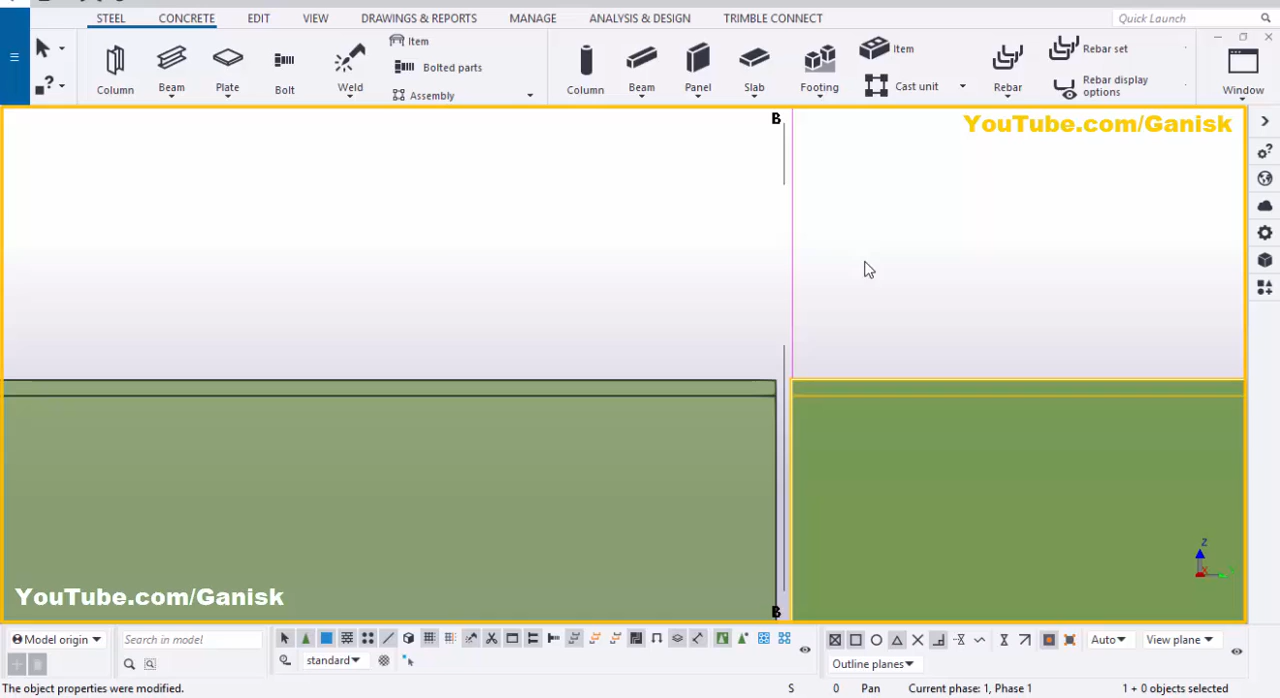 STEEL CONCRETE EDIT VIEW DRAWINGS & REPORTS MANAGE ANALYSIS & DESIGN TRIMBLE CONNECT Quick Launch
Column Beam Plate Bolt Weld Item Bolted parts Assembly Column Beam Panel Slab Footing Item Cast unit Rebar Rebar set Rebar display options Window
B
YouTube.com/Ganisk
YouTube.com/Ganisk
B
Z
Model origin Search in model standard Auto View plane
Outline planes
The object properties were modified. S 0 Pan Current phase: 1, Phase 1 1 + 0 objects selected